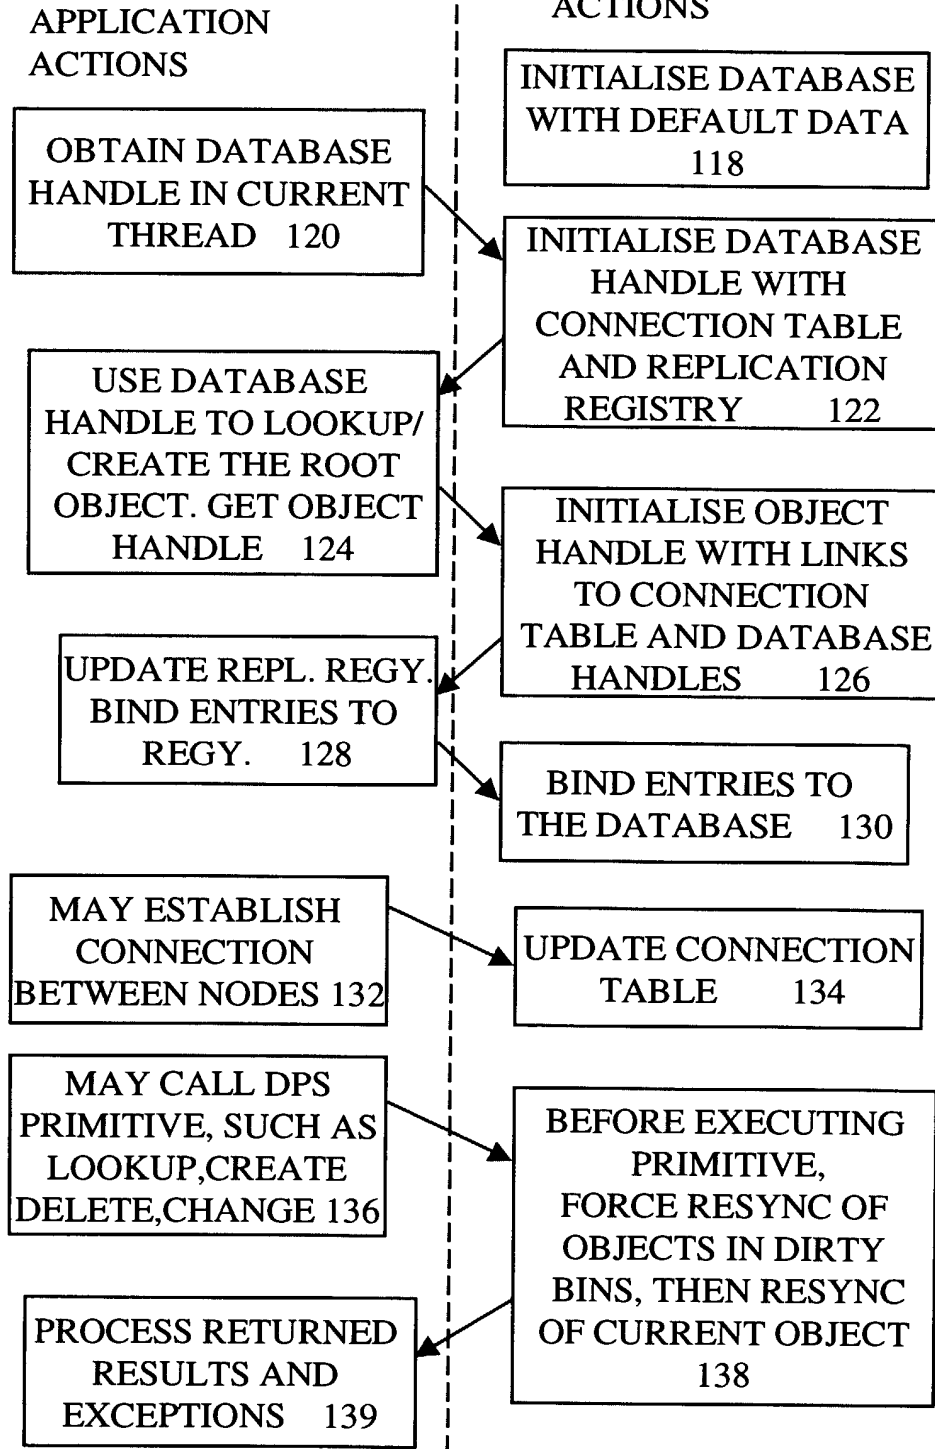 APPLICATION
ACTIONS
ACTIONS
INITIALISE DATABASE
WITH DEFAULT DATA
118
OBTAIN DATABASE
HANDLE IN CURRENT
THREAD 120
INITIALISE DATABASE
HANDLE WITH
CONNECTION TABLE
AND REPLICATION
REGISTRY 122
USE DATABASE
HANDLE TO LOOKUP/
CREATE THE ROOT
OBJECT. GET OBJECT
HANDLE 124
INITIALISE OBJECT
HANDLE WITH LINKS
TO CONNECTION
TABLE AND DATABASE
HANDLES 126
UPDATE REPL. REGY.
BIND ENTRIES TO
REGY. 128
BIND ENTRIES TO
THE DATABASE 130
MAY ESTABLISH
CONNECTION
BETWEEN NODES 132
UPDATE CONNECTION
TABLE 134
MAY CALL DPS
PRIMITIVE, SUCH AS
LOOKUP,CREATE
DELETE,CHANGE 136
BEFORE EXECUTING
PRIMITIVE,
FORCE RESYNC OF
OBJECTS IN DIRTY
BINS, THEN RESYNC
OF CURRENT OBJECT
138
PROCESS RETURNED
RESULTS AND
EXCEPTIONS 139